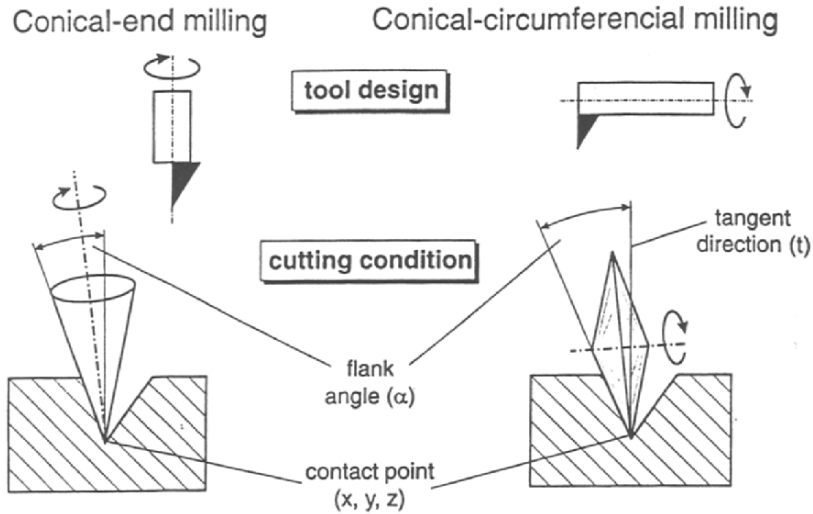 Conical-end milling
Conical-circumferencial milling
tool design
cutting condition
tangent
direction (t)
flank
angle (α)
contact point
(x, y, z)